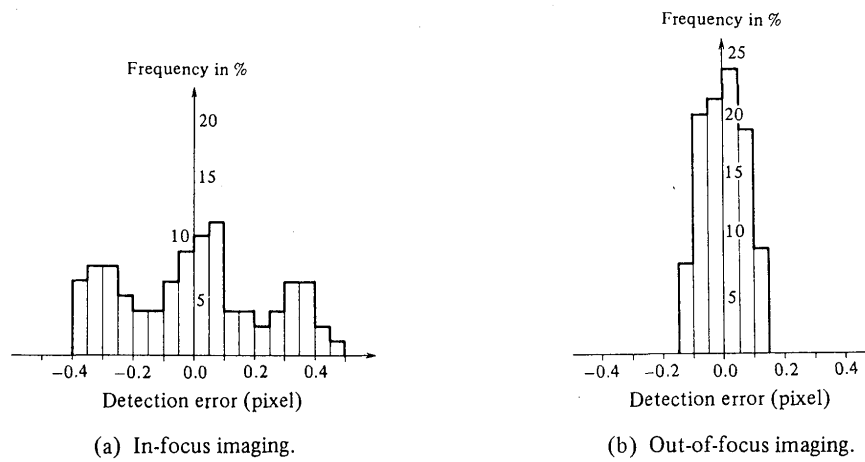 Frequency in %
20
15
10
5
−0.4 −0.2 0.0 0.2 0.4
Detection error (pixel)
(a) In-focus imaging.
Frequency in %
25
20
15
10
5
−0.4 −0.2 0.0 0.2 0.4
Detection error (pixel)
(b) Out-of-focus imaging.